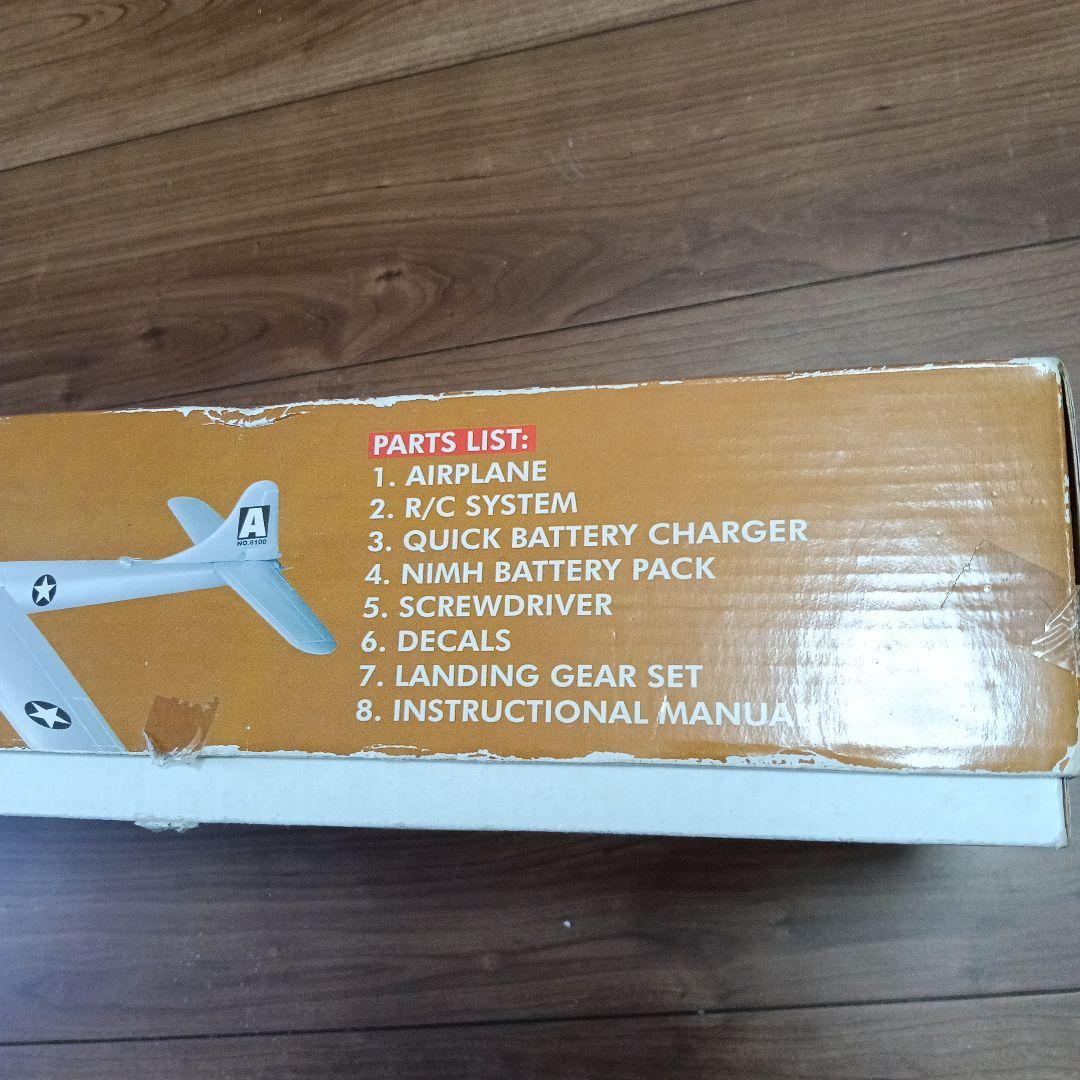 PARTS LIST:
1. AIRPLANE
2. R/C SYSTEM
3. QUICK BATTERY CHARGER
4. NIMH BATTERY PACK
5. SCREWDRIVER
6. DECALS
7. LANDING GEAR SET
8. INSTRUCTIONAL MANUA
A
NO.8100